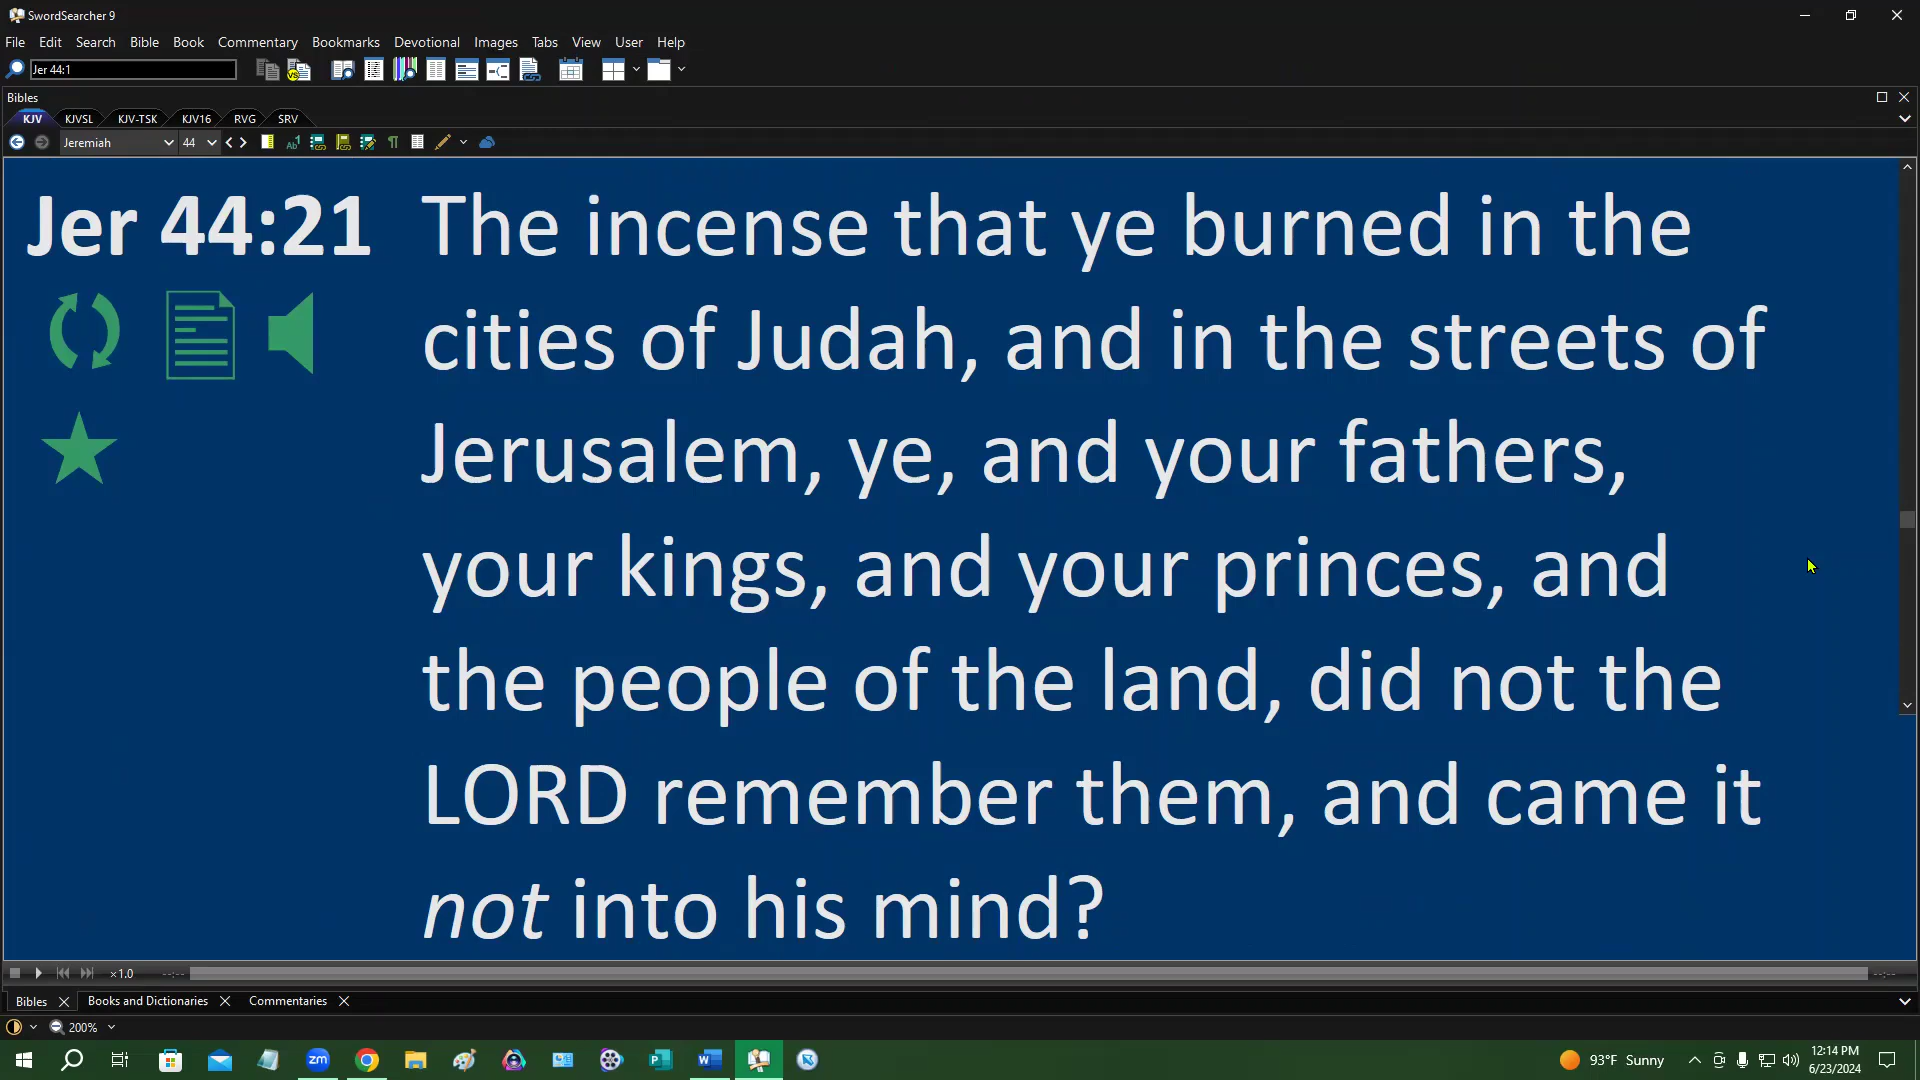 SwordSearcher 9
File Edit Search Bible Book Commentary Bookmarks Devotional Images Tabs View User Help
Jer 44:1
Bibles
KJV KJVSL KJV-TSK KJV16 RVG SRV
Jeremiah 44
Jer 44:21 The incense that ye burned in the
cities of Judah, and in the streets of
Jerusalem, ye, and your fathers,
your kings, and your princes, and
the people of the land, did not the
LORD remember them, and came it
not into his mind?
×1.0 --:-- --:--
Bibles Books and Dictionaries Commentaries
200%
93°F Sunny 12:14 PM
6/23/2024